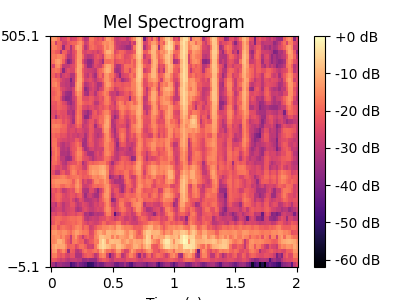 Mel Spectrogram
505.1
−5.1
0
0.5
1
1.5
2
+0 dB
-10 dB
-20 dB
-30 dB
-40 dB
-50 dB
-60 dB